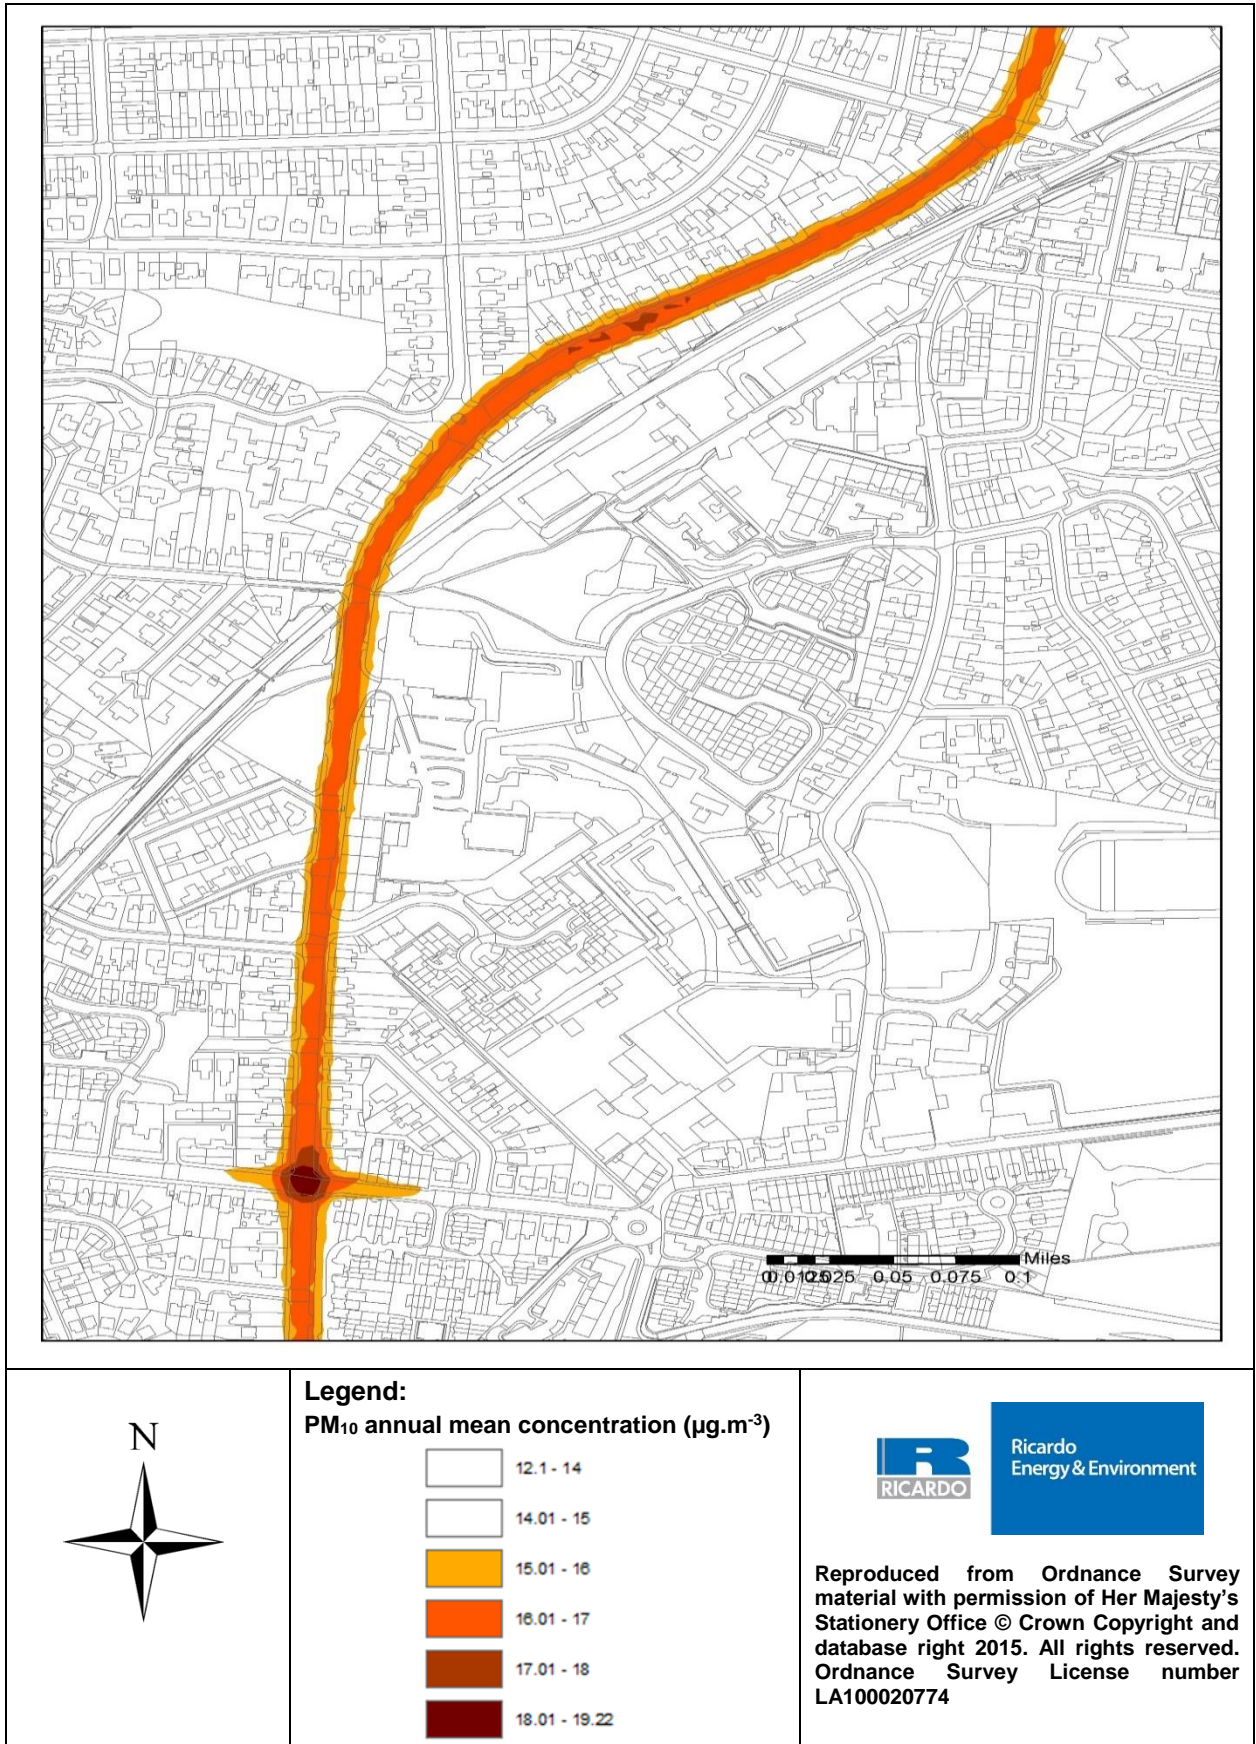 Miles
0.05 0.075 0.1
N
Legend:
PM₁₀ annual mean concentration (µg.m⁻³)
12.1 - 14
14.01 - 15
15.01 - 16
16.01 - 17
17.01 - 18
18.01 - 19.22
RICARDO
Ricardo
Energy & Environment
Reproduced from Ordnance Survey
material with permission of Her Majesty’s
Stationery Office © Crown Copyright and
database right 2015. All rights reserved.
Ordnance Survey License number
LA100020774